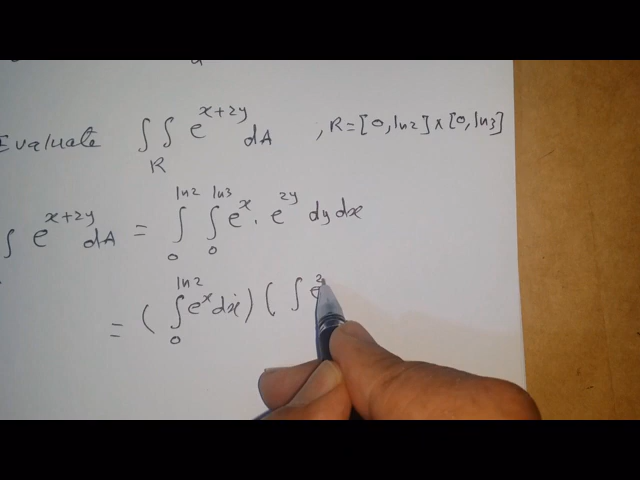 Evaluate ∫∫_R e^{x+2y} dA , R = [0, ln2] x [0, ln3]
∫ e^{x+2y} dA = ∫_0^{ln2} ∫_0^{ln3} e^x · e^{2y} dy dx
= ( ∫_0^{ln2} e^x dx ) ( ∫ e^2